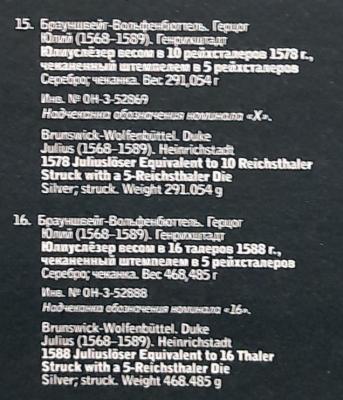 15. Брауншвейг-Вольфенбюттель. Герцог
Юлий (1568–1589). Генрихштадт
Юлиуслёзер весом в 10 рейхсталеров 1578 г.,
чеканенный штемпелем в 5 рейхсталеров
Серебро; чеканка. Вес 291,054 г
Инв. № ОН-З-52869
Надчеканка обозначения номинала «X».
Brunswick-Wolfenbüttel. Duke
Julius (1568–1589). Heinrichstadt
1578 Juliuslöser Equivalent to 10 Reichsthaler
Struck with a 5-Reichsthaler Die
Silver; struck. Weight 291.054 g
16. Брауншвейг-Вольфенбюттель. Герцог
Юлий (1568–1589). Генрихштадт
Юлиуслёзер весом в 16 талеров 1588 г.,
чеканенный штемпелем в 5 рейхсталеров
Серебро; чеканка. Вес 468,485 г
Инв. № ОН-З-52888
Надчеканка обозначения номинала «16».
Brunswick-Wolfenbüttel. Duke
Julius (1568–1589). Heinrichstadt
1588 Juliuslöser Equivalent to 16 Thaler
Struck with a 5-Reichsthaler Die
Silver; struck. Weight 468.485 g